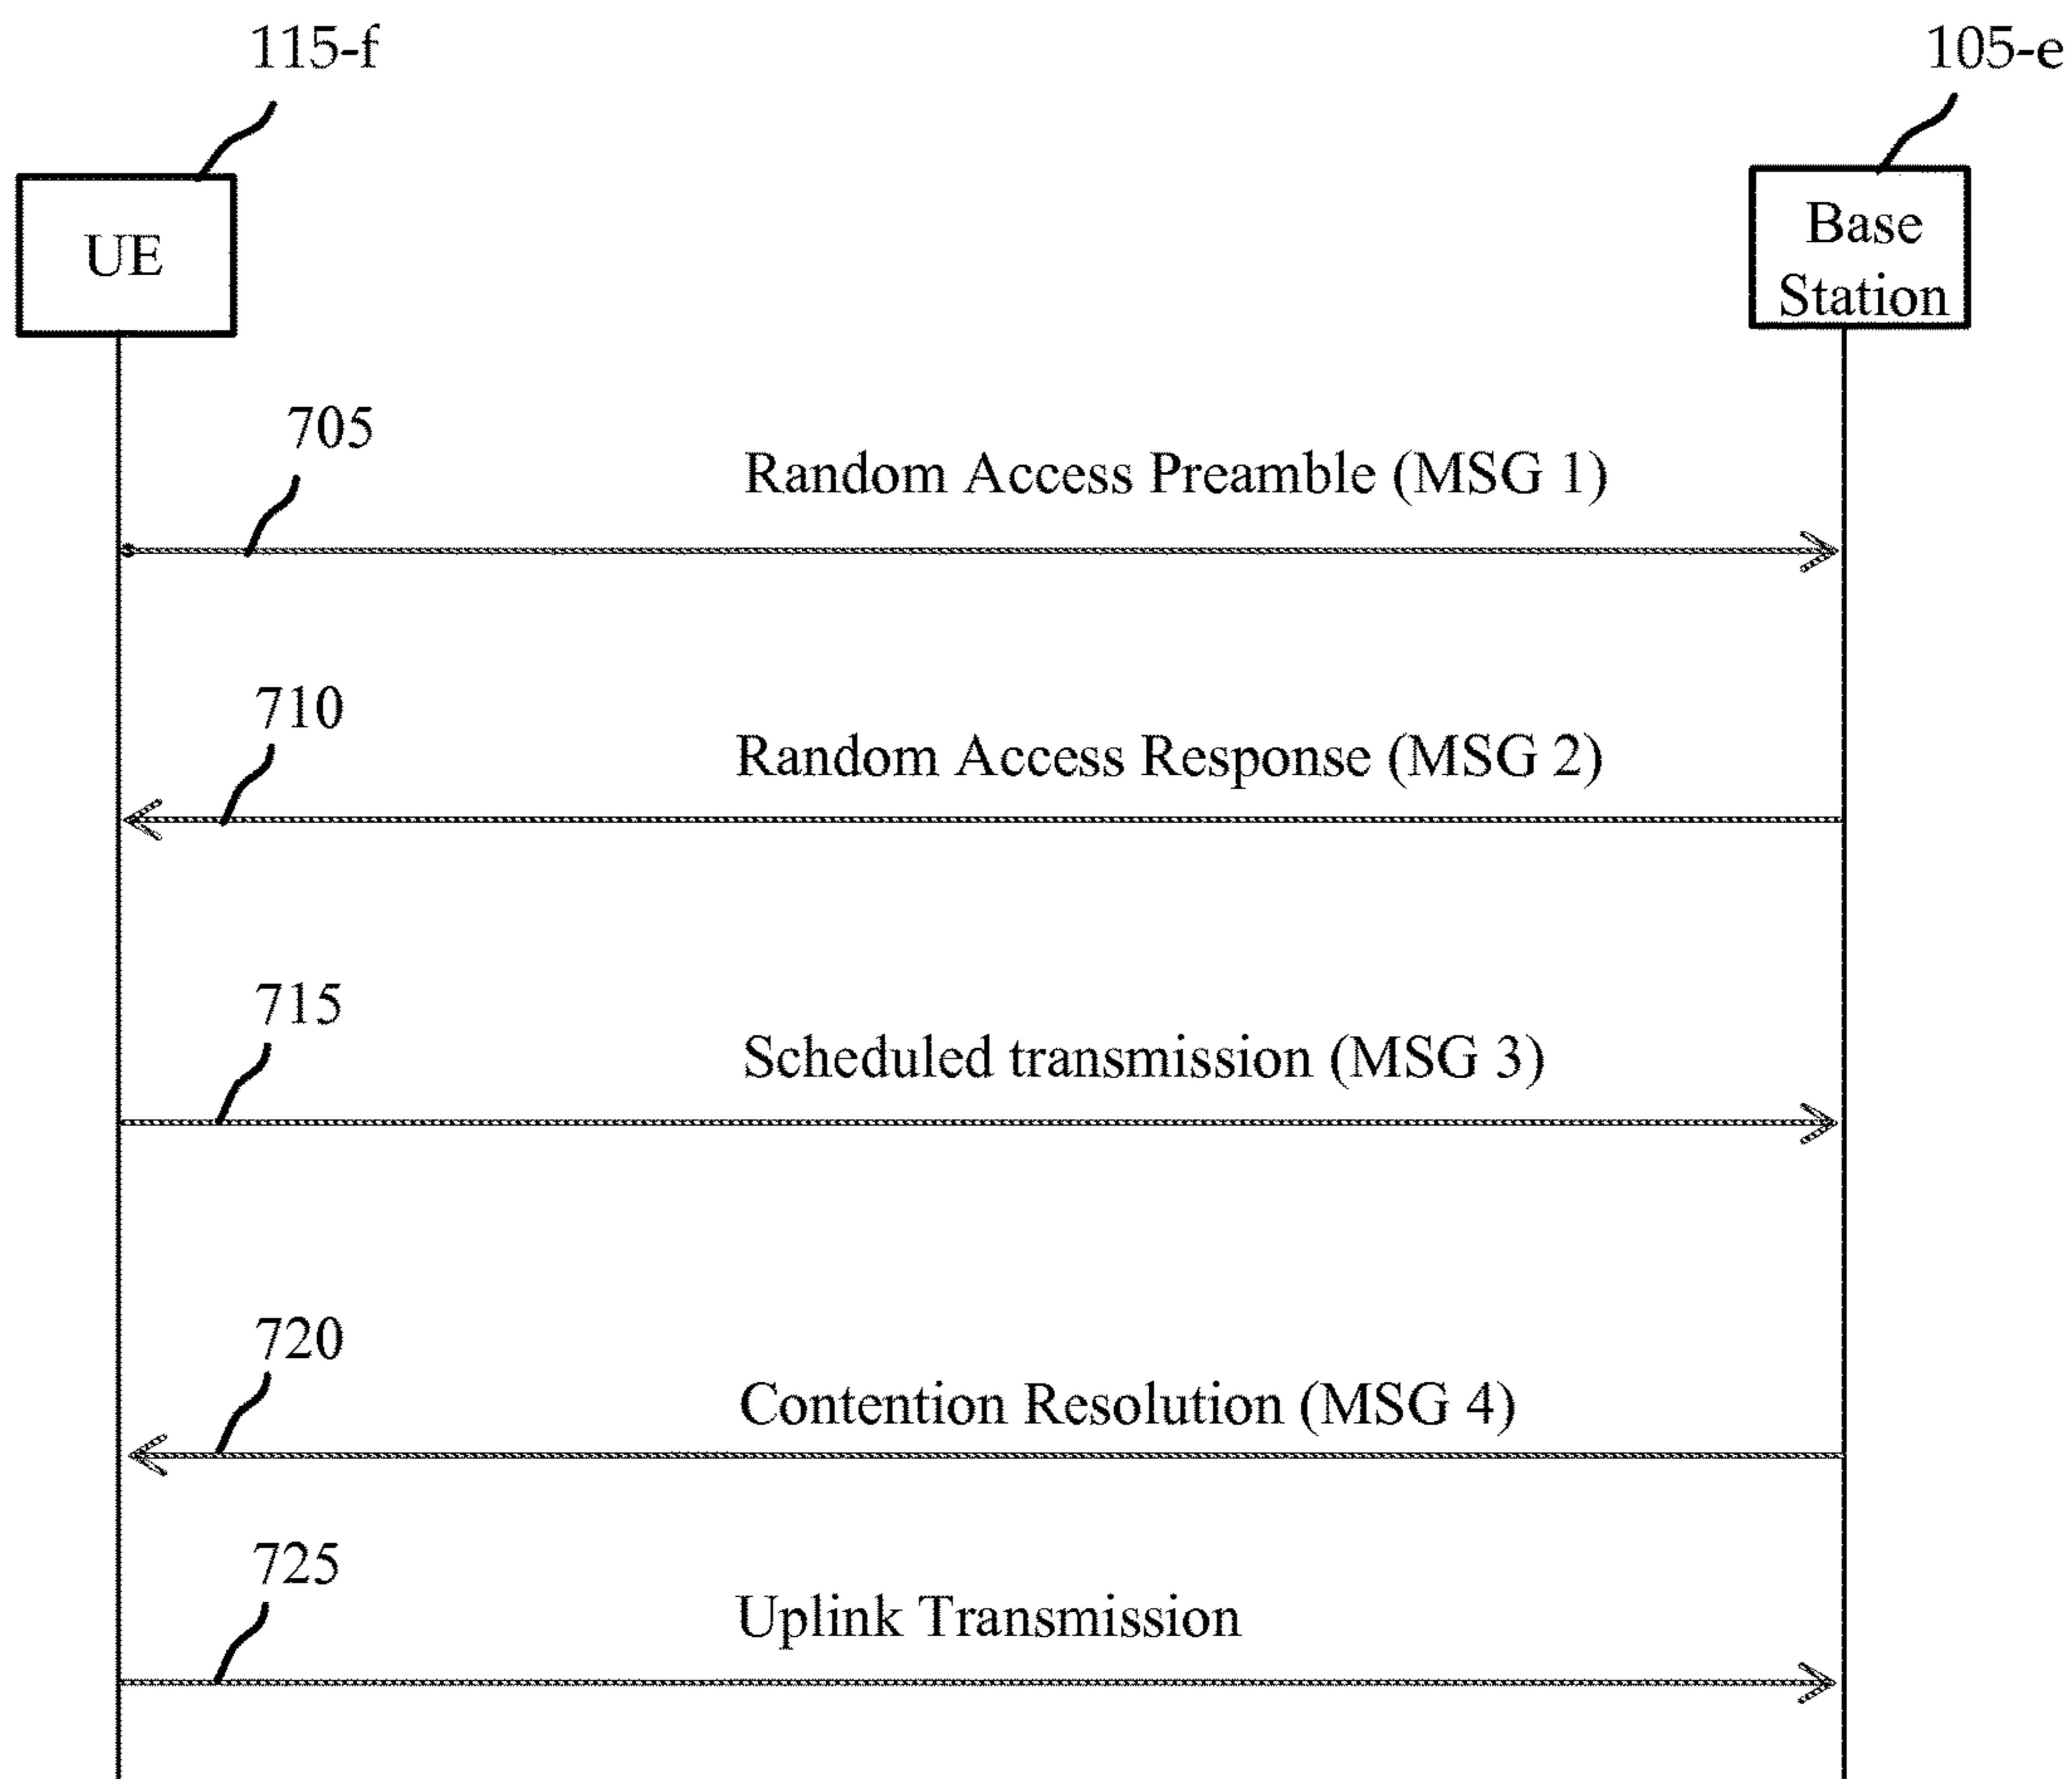 115-f
105-e
UE
Base
Station
705
Random Access Preamble (MSG 1)
710
Random Access Response (MSG 2)
715
Scheduled transmission (MSG 3)
720
Contention Resolution (MSG 4)
725
Uplink Transmission